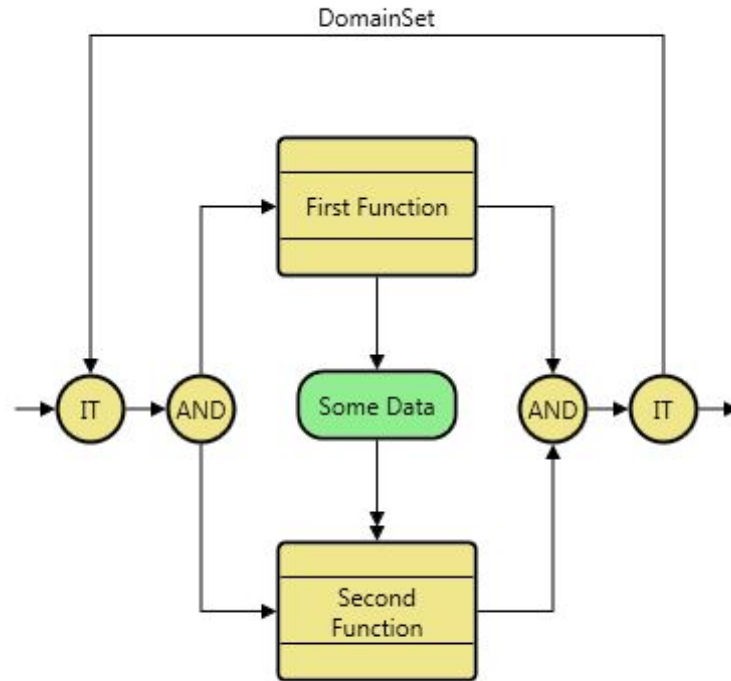 DomainSet
First Function
IT
AND
Some Data
AND
IT
Second
Function